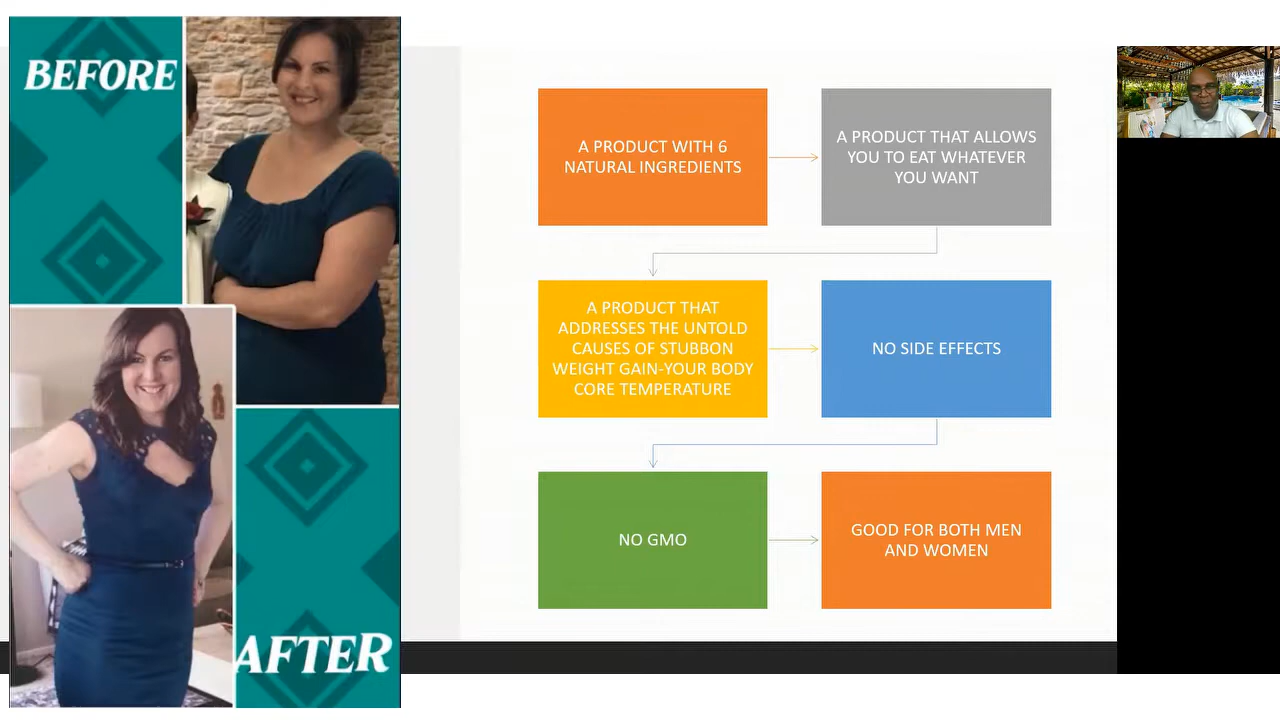 BEFORE
AFTER
A PRODUCT WITH 6
NATURAL INGREDIENTS
A PRODUCT THAT ALLOWS
YOU TO EAT WHATEVER
YOU WANT
A PRODUCT THAT
ADDRESSES THE UNTOLD
CAUSES OF STUBBON
WEIGHT GAIN-YOUR BODY
CORE TEMPERATURE
NO SIDE EFFECTS
NO GMO
GOOD FOR BOTH MEN
AND WOMEN